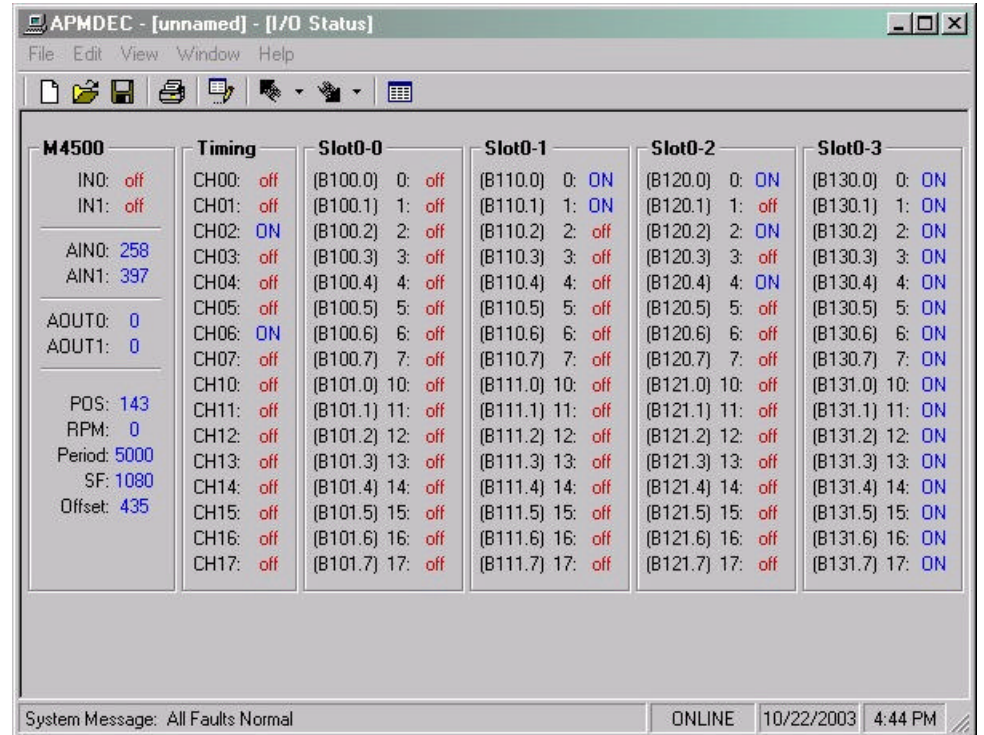 APMDEC - [unnamed] - [I/O Status]
File Edit View Window Help
M4500
IN0: off
IN1: off
AIN0: 258
AIN1: 397
AOUT0: 0
AOUT1: 0
POS: 143
RPM: 0
Period: 5000
SF: 1080
Offset: 435
Timing
CH00: off
CH01: off
CH02: ON
CH03: off
CH04: off
CH05: off
CH06: ON
CH07: off
CH10: off
CH11: off
CH12: off
CH13: off
CH14: off
CH15: off
CH16: off
CH17: off
Slot0-0
(B100.0) 0: off
(B100.1) 1: off
(B100.2) 2: off
(B100.3) 3: off
(B100.4) 4: off
(B100.5) 5: off
(B100.6) 6: off
(B100.7) 7: off
(B101.0) 10: off
(B101.1) 11: off
(B101.2) 12: off
(B101.3) 13: off
(B101.4) 14: off
(B101.5) 15: off
(B101.6) 16: off
(B101.7) 17: off
Slot0-1
(B110.0) 0: ON
(B110.1) 1: ON
(B110.2) 2: off
(B110.3) 3: off
(B110.4) 4: off
(B110.5) 5: off
(B110.6) 6: off
(B110.7) 7: off
(B111.0) 10: off
(B111.1) 11: off
(B111.2) 12: off
(B111.3) 13: off
(B111.4) 14: off
(B111.5) 15: off
(B111.6) 16: off
(B111.7) 17: off
Slot0-2
(B120.0) 0: ON
(B120.1) 1: off
(B120.2) 2: ON
(B120.3) 3: off
(B120.4) 4: ON
(B120.5) 5: off
(B120.6) 6: off
(B120.7) 7: off
(B121.0) 10: off
(B121.1) 11: off
(B121.2) 12: off
(B121.3) 13: off
(B121.4) 14: off
(B121.5) 15: off
(B121.6) 16: off
(B121.7) 17: off
Slot0-3
(B130.0) 0: ON
(B130.1) 1: ON
(B130.2) 2: ON
(B130.3) 3: ON
(B130.4) 4: ON
(B130.5) 5: ON
(B130.6) 6: ON
(B130.7) 7: ON
(B131.0) 10: ON
(B131.1) 11: ON
(B131.2) 12: ON
(B131.3) 13: ON
(B131.4) 14: ON
(B131.5) 15: ON
(B131.6) 16: ON
(B131.7) 17: ON
System Message: All Faults Normal
ONLINE
10/22/2003
4:44 PM